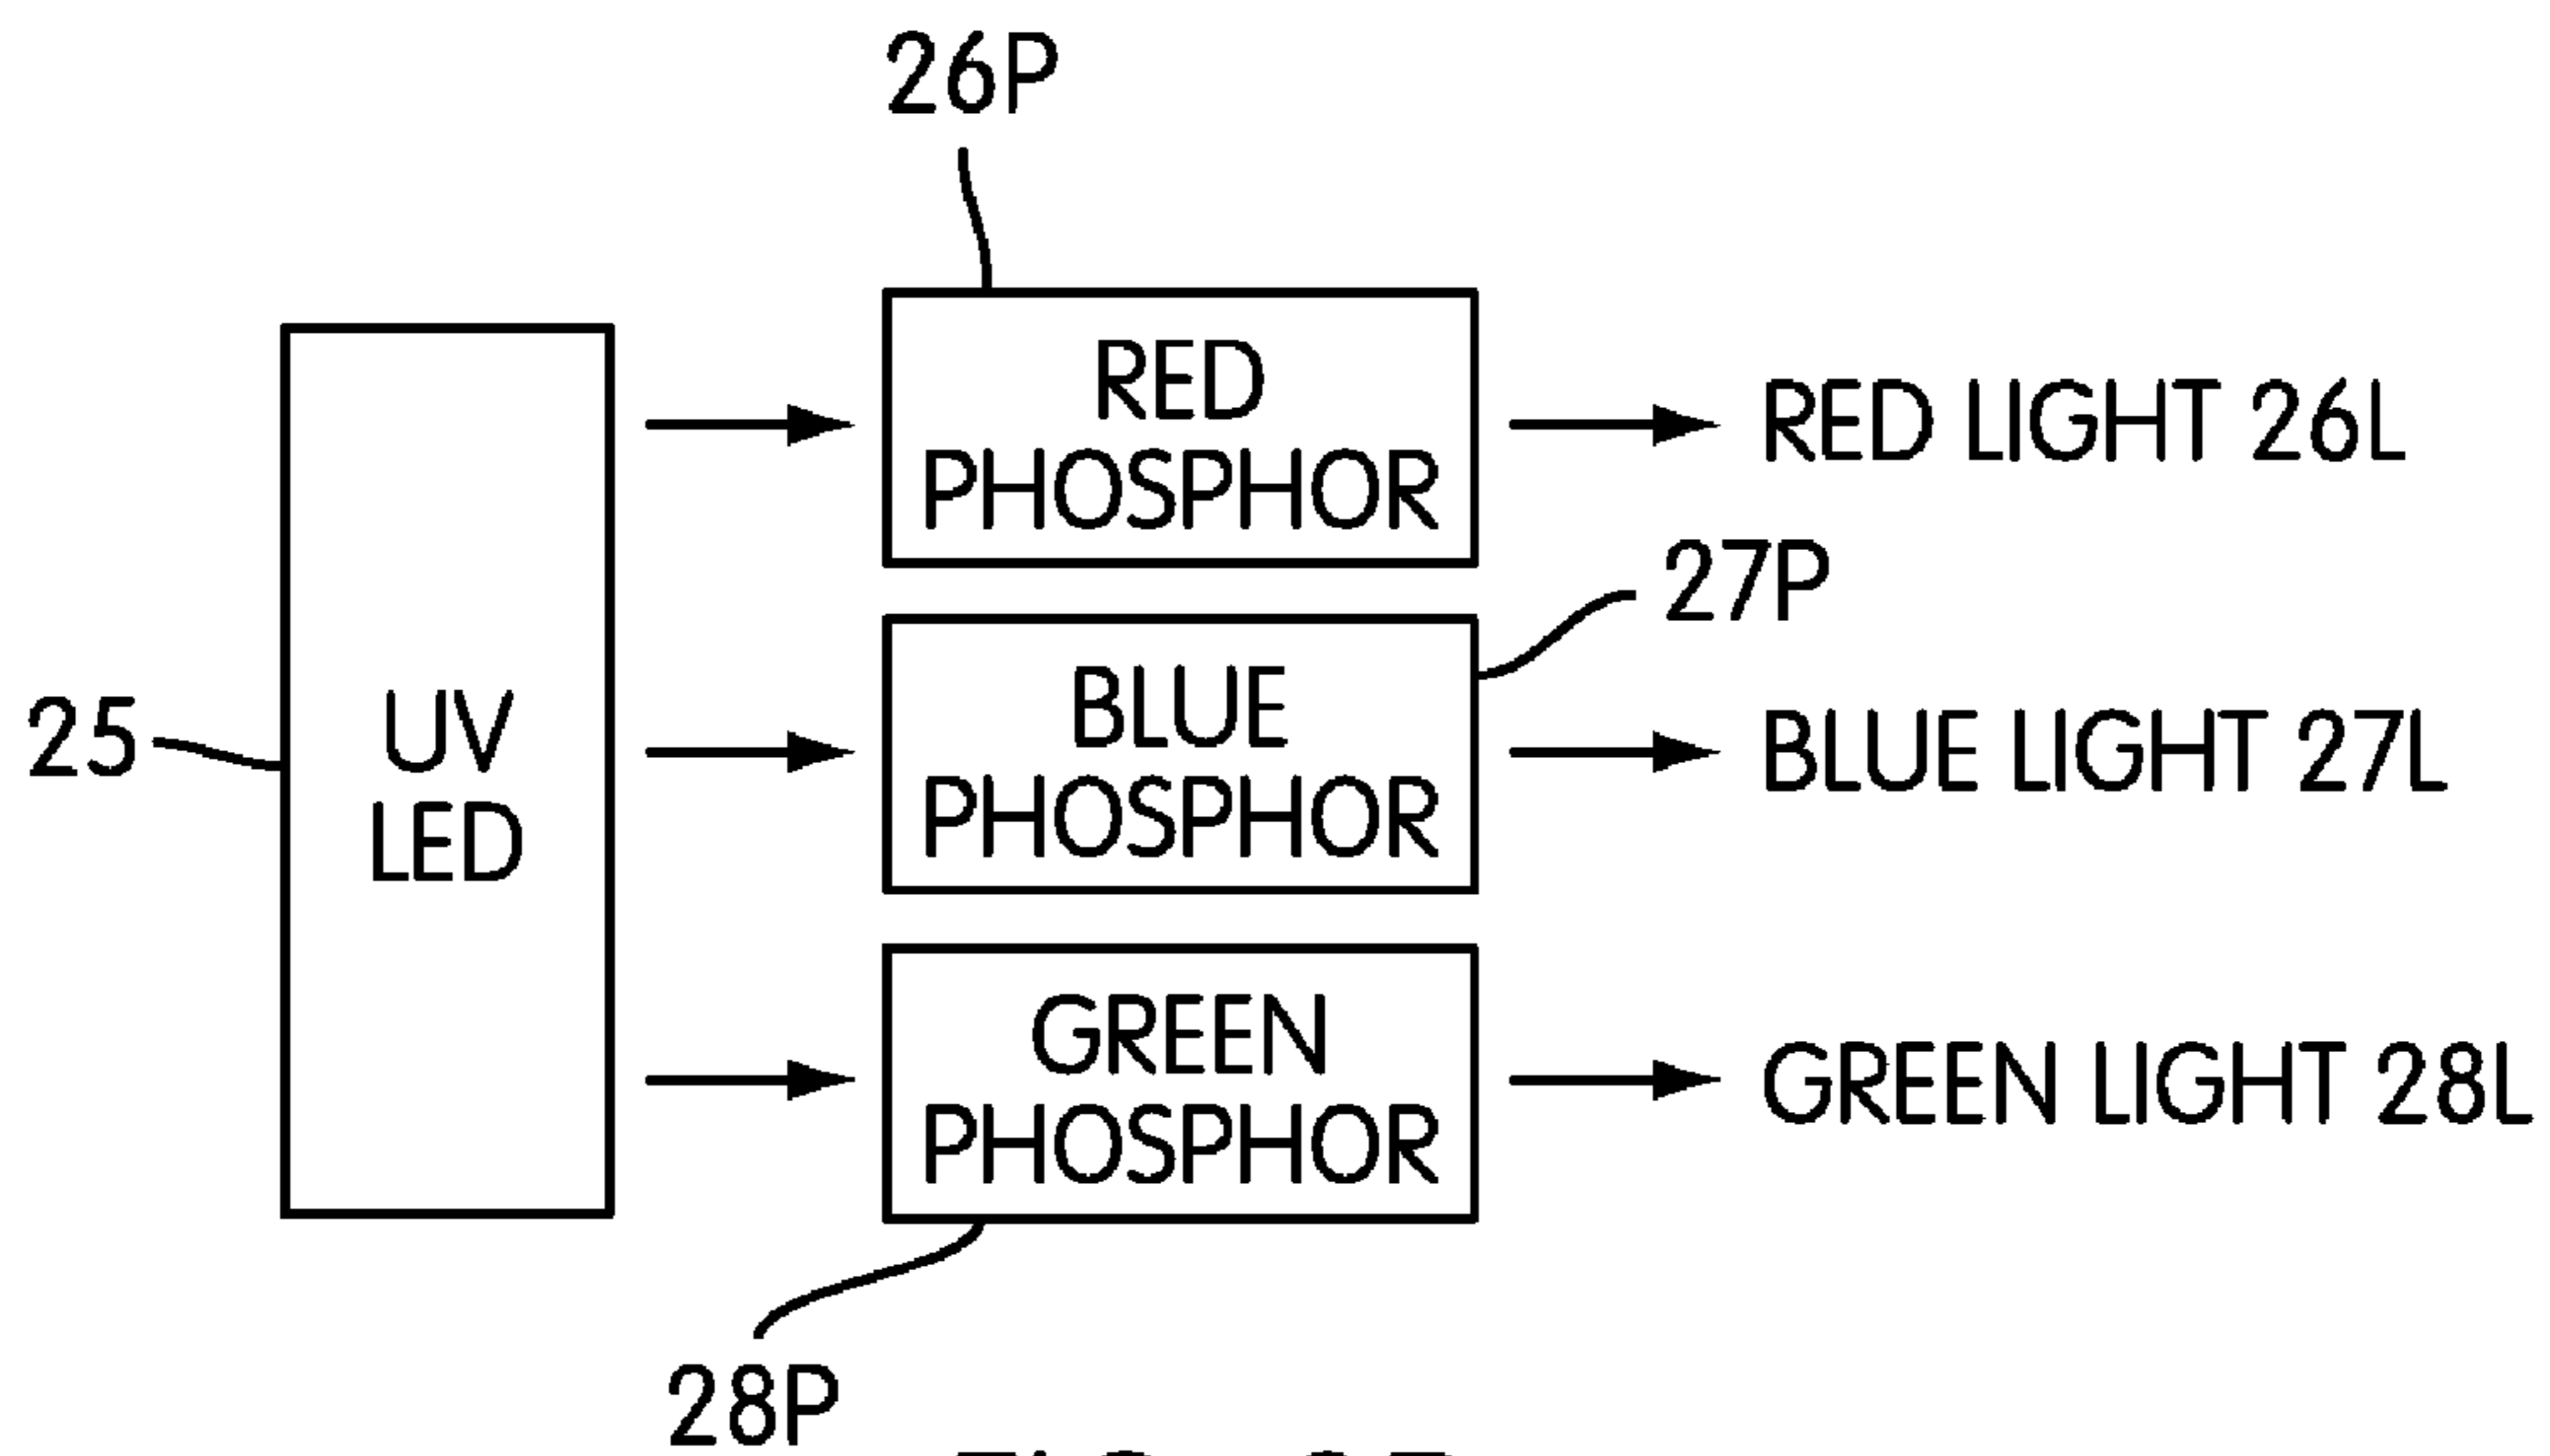 26P
RED
PHOSPHOR
RED LIGHT 26L
27P
25
UV
LED
BLUE
PHOSPHOR
BLUE LIGHT 27L
GREEN
PHOSPHOR
GREEN LIGHT 28L
28P